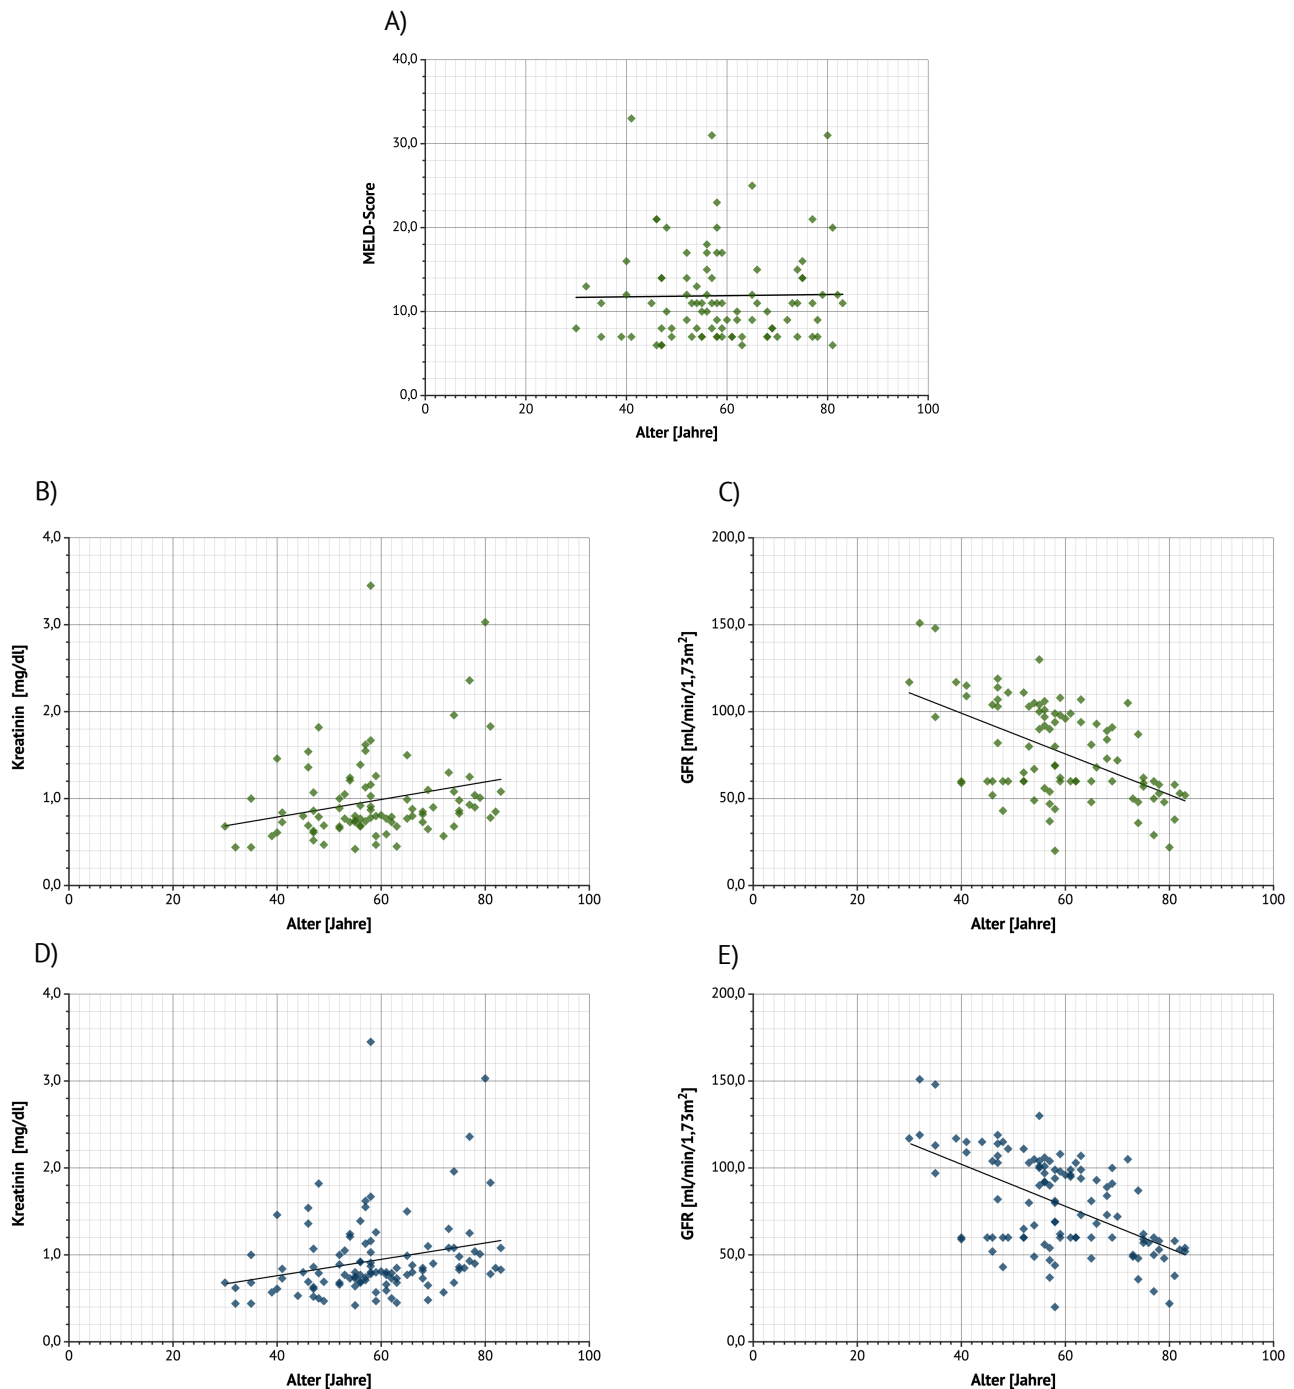 A)
40,0
30,0
20,0
10,0
0,0
MELD-Score
0 20 40 60 80 100
Alter [Jahre]
B)
4,0
3,0
2,0
1,0
0,0
Kreatinin [mg/dl]
0 20 40 60 80 100
Alter [Jahre]
C)
200,0
150,0
100,0
50,0
0,0
GFR [ml/min/1,73m²]
0 20 40 60 80 100
Alter [Jahre]
D)
4,0
3,0
2,0
1,0
0,0
Kreatinin [mg/dl]
0 20 40 60 80 100
Alter [Jahre]
E)
200,0
150,0
100,0
50,0
0,0
GFR [ml/min/1,73m²]
0 20 40 60 80 100
Alter [Jahre]